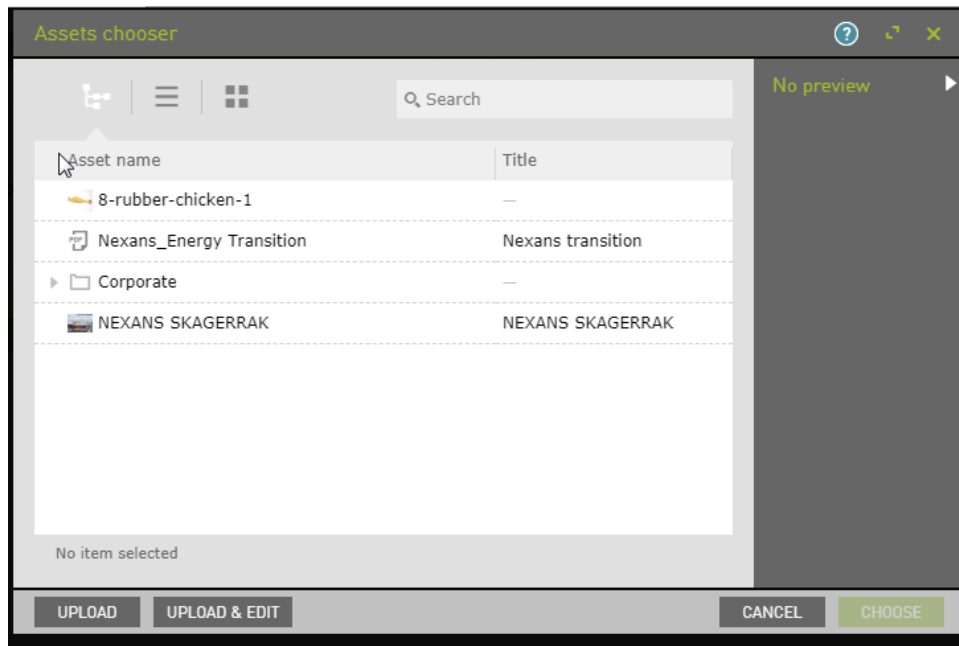 Assets chooser
?
No preview
Search
Asset name Title
8-rubber-chicken-1 —
PDF Nexans_Energy Transition Nexans transition
Corporate —
NEXANS SKAGERRAK NEXANS SKAGERRAK
No item selected
UPLOAD UPLOAD & EDIT CANCEL CHOOSE